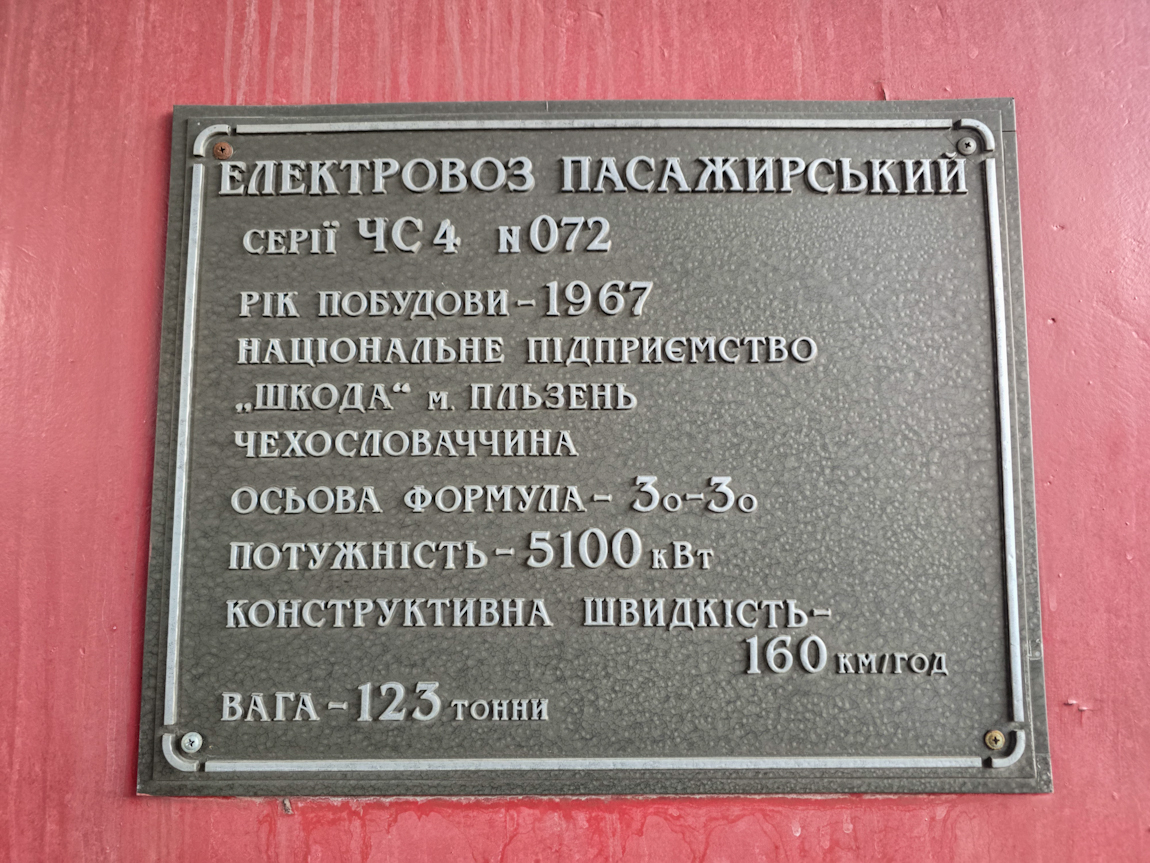 ЕЛЕКТРОВОЗ ПАСАЖИРСЬКИЙ
СЕРІЇ ЧС4 N072
РІК ПОБУДОВИ - 1967
НАЦІОНАЛЬНЕ ПІДПРИЄМСТВО
„ШКОДА“ м. ПЛЬЗЕНЬ
ЧЕХОСЛОВАЧЧИНА
ОСЬОВА ФОРМУЛА - 3о-3о
ПОТУЖНІСТЬ - 5100 кВт
КОНСТРУКТИВНА ШВИДКІСТЬ-
160 км/год
ВАГА - 123 тонни